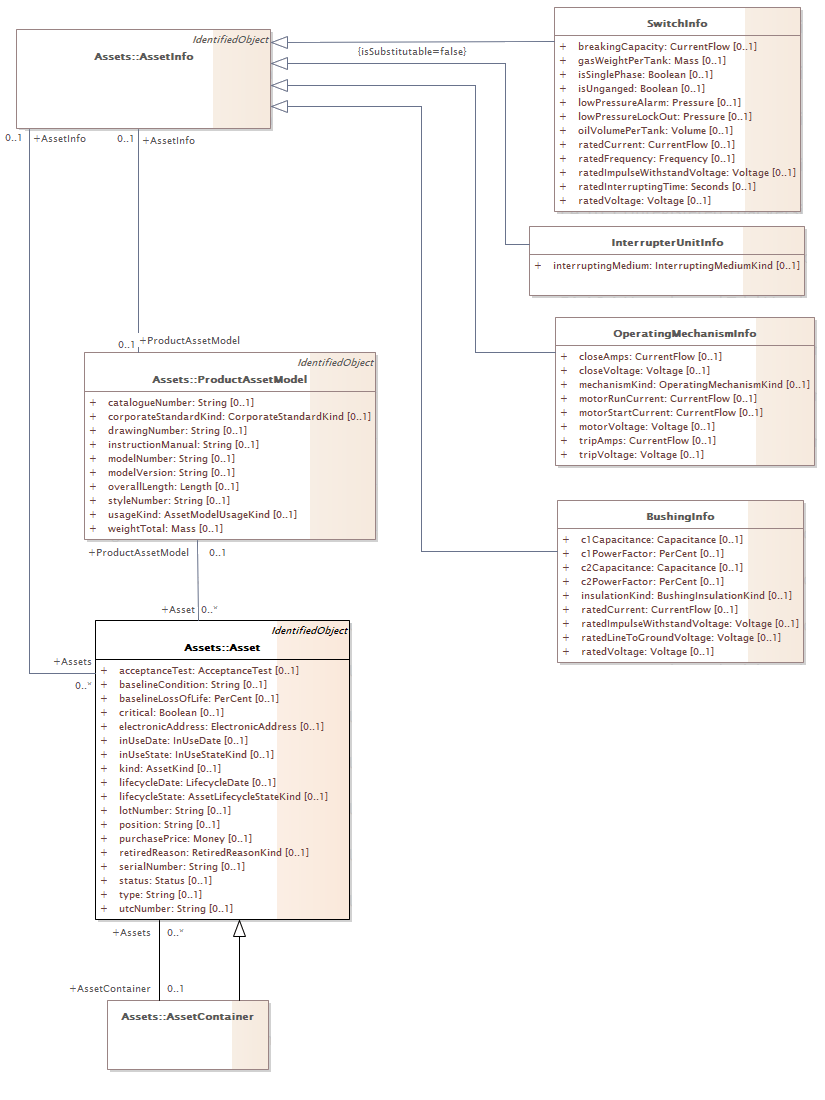 IdentifiedObject
Assets::AssetInfo
{isSubstitutable=false}
SwitchInfo
+ breakingCapacity: CurrentFlow [0..1]
+ gasWeightPerTank: Mass [0..1]
+ isSinglePhase: Boolean [0..1]
+ isUnganged: Boolean [0..1]
+ lowPressureAlarm: Pressure [0..1]
+ lowPressureLockOut: Pressure [0..1]
+ oilVolumePerTank: Volume [0..1]
+ ratedCurrent: CurrentFlow [0..1]
+ ratedFrequency: Frequency [0..1]
+ ratedImpulseWithstandVoltage: Voltage [0..1]
+ ratedInterruptingTime: Seconds [0..1]
+ ratedVoltage: Voltage [0..1]
0..1 +AssetInfo
0..1 +AssetInfo
InterrupterUnitInfo
+ interruptingMedium: InterruptingMediumKind [0..1]
OperatingMechanismInfo
+ closeAmps: CurrentFlow [0..1]
+ closeVoltage: Voltage [0..1]
+ mechanismKind: OperatingMechanismKind [0..1]
+ motorRunCurrent: CurrentFlow [0..1]
+ motorStartCurrent: CurrentFlow [0..1]
+ motorVoltage: Voltage [0..1]
+ tripAmps: CurrentFlow [0..1]
+ tripVoltage: Voltage [0..1]
0..1 +ProductAssetModel
IdentifiedObject
Assets::ProductAssetModel
+ catalogueNumber: String [0..1]
+ corporateStandardKind: CorporateStandardKind [0..1]
+ drawingNumber: String [0..1]
+ instructionManual: String [0..1]
+ modelNumber: String [0..1]
+ modelVersion: String [0..1]
+ overallLength: Length [0..1]
+ styleNumber: String [0..1]
+ usageKind: AssetModelUsageKind [0..1]
+ weightTotal: Mass [0..1]
+ProductAssetModel 0..1
BushingInfo
+ c1Capacitance: Capacitance [0..1]
+ c1PowerFactor: PerCent [0..1]
+ c2Capacitance: Capacitance [0..1]
+ c2PowerFactor: PerCent [0..1]
+ insulationKind: BushingInsulationKind [0..1]
+ ratedCurrent: CurrentFlow [0..1]
+ ratedImpulseWithstandVoltage: Voltage [0..1]
+ ratedLineToGroundVoltage: Voltage [0..1]
+ ratedVoltage: Voltage [0..1]
+Asset 0..*
IdentifiedObject
Assets::Asset
+Assets
0..*
+ acceptanceTest: AcceptanceTest [0..1]
+ baselineCondition: String [0..1]
+ baselineLossOfLife: PerCent [0..1]
+ critical: Boolean [0..1]
+ electronicAddress: ElectronicAddress [0..1]
+ inUseDate: InUseDate [0..1]
+ inUseState: InUseStateKind [0..1]
+ kind: AssetKind [0..1]
+ lifecycleDate: LifecycleDate [0..1]
+ lifecycleState: AssetLifecycleStateKind [0..1]
+ lotNumber: String [0..1]
+ position: String [0..1]
+ purchasePrice: Money [0..1]
+ retiredReason: RetiredReasonKind [0..1]
+ serialNumber: String [0..1]
+ status: Status [0..1]
+ type: String [0..1]
+ utcNumber: String [0..1]
+Assets 0..*
+AssetContainer 0..1
Assets::AssetContainer